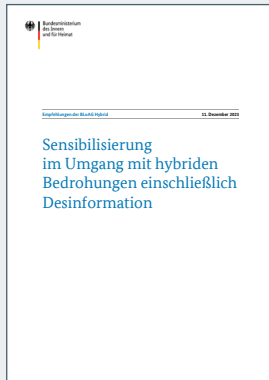 Bundesministerium
des Innern
und für Heimat
Empfehlungen der BLoAG Hybrid 11. Dezember 2023
Sensibilisierung
im Umgang mit hybriden
Bedrohungen einschließlich
Desinformation